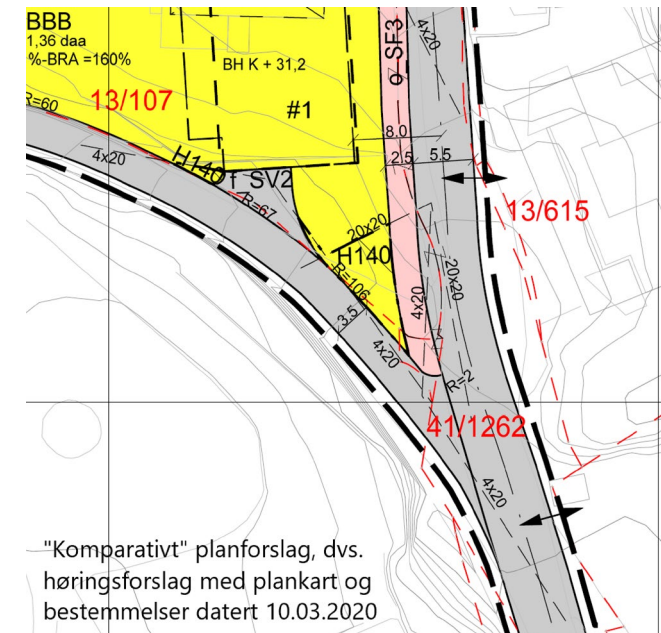 BBB
1,36 daa
%-BRA =160%
BH K + 31,2
o_SF3
4x20
R=60
13/107
#1
8.0
4x20
H140
f_SV2
2.5
5.5
R=67
13/615
20x20
H140
R=106
20x20
4x20
3.5
4x20
R=2
41/1262
4x20
"Komparativt" planforslag, dvs.
høringsforslag med plankart og
bestemmelser datert 10.03.2020